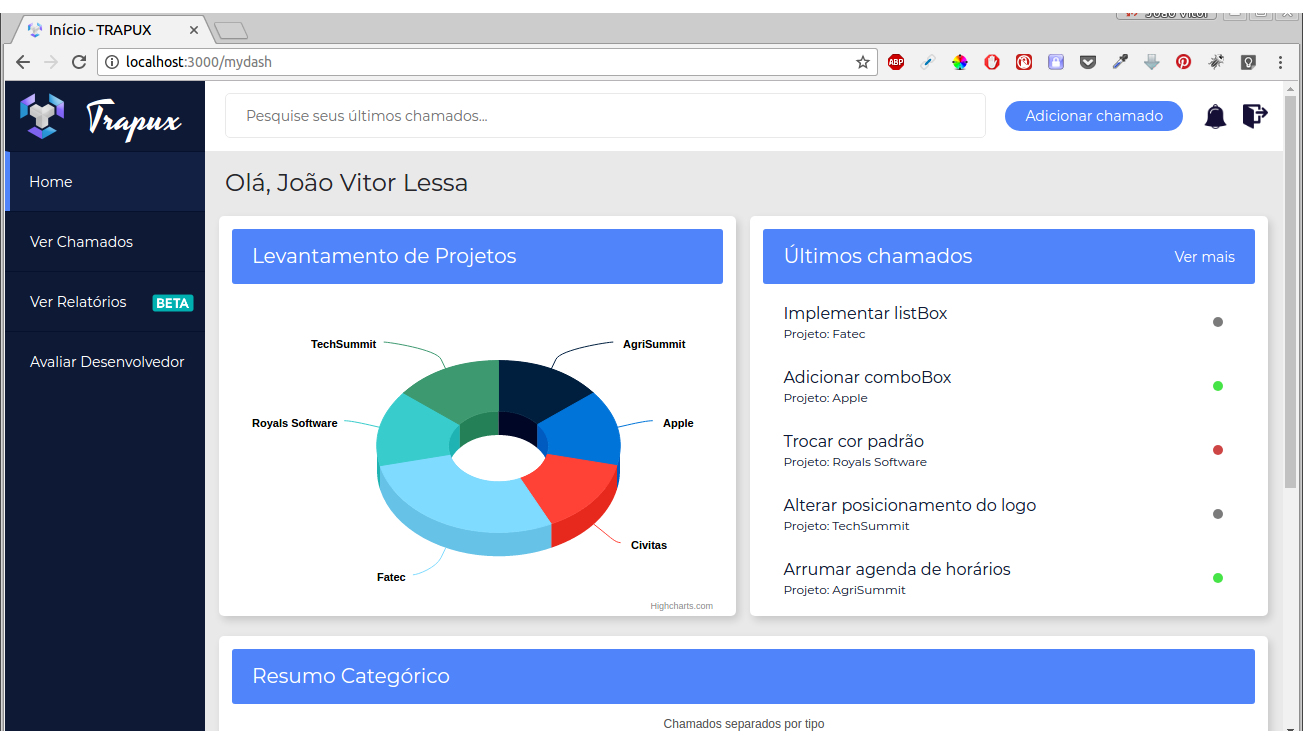 João Vitor
Início - TRAPUX
localhost:3000/mydash
ABP
Trapux
Pesquise seus últimos chamados...
Adicionar chamado
Home
Ver Chamados
Ver Relatórios BETA
Avaliar Desenvolvedor
Olá, João Vitor Lessa
Levantamento de Projetos
TechSummit
AgriSummit
Royals Software
Apple
Civitas
Fatec
Highcharts.com
Últimos chamados
Ver mais
Implementar listBox
Projeto: Fatec
Adicionar comboBox
Projeto: Apple
Trocar cor padrão
Projeto: Royals Software
Alterar posicionamento do logo
Projeto: TechSummit
Arrumar agenda de horários
Projeto: AgriSummit
Resumo Categórico
Chamados separados por tipo